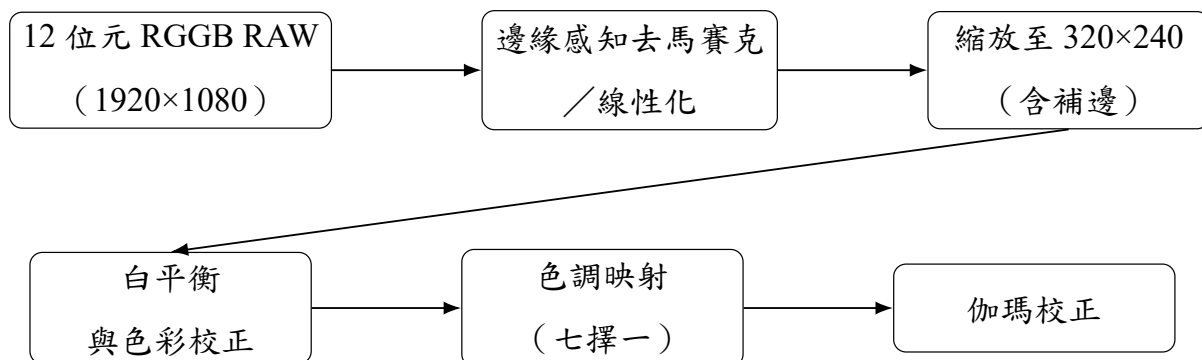 12 位元 RGGB RAW
（1920×1080）
邊緣感知去馬賽克
／線性化
縮放至 320×240
（含補邊）
白平衡
與色彩校正
色調映射
（七擇一）
伽瑪校正